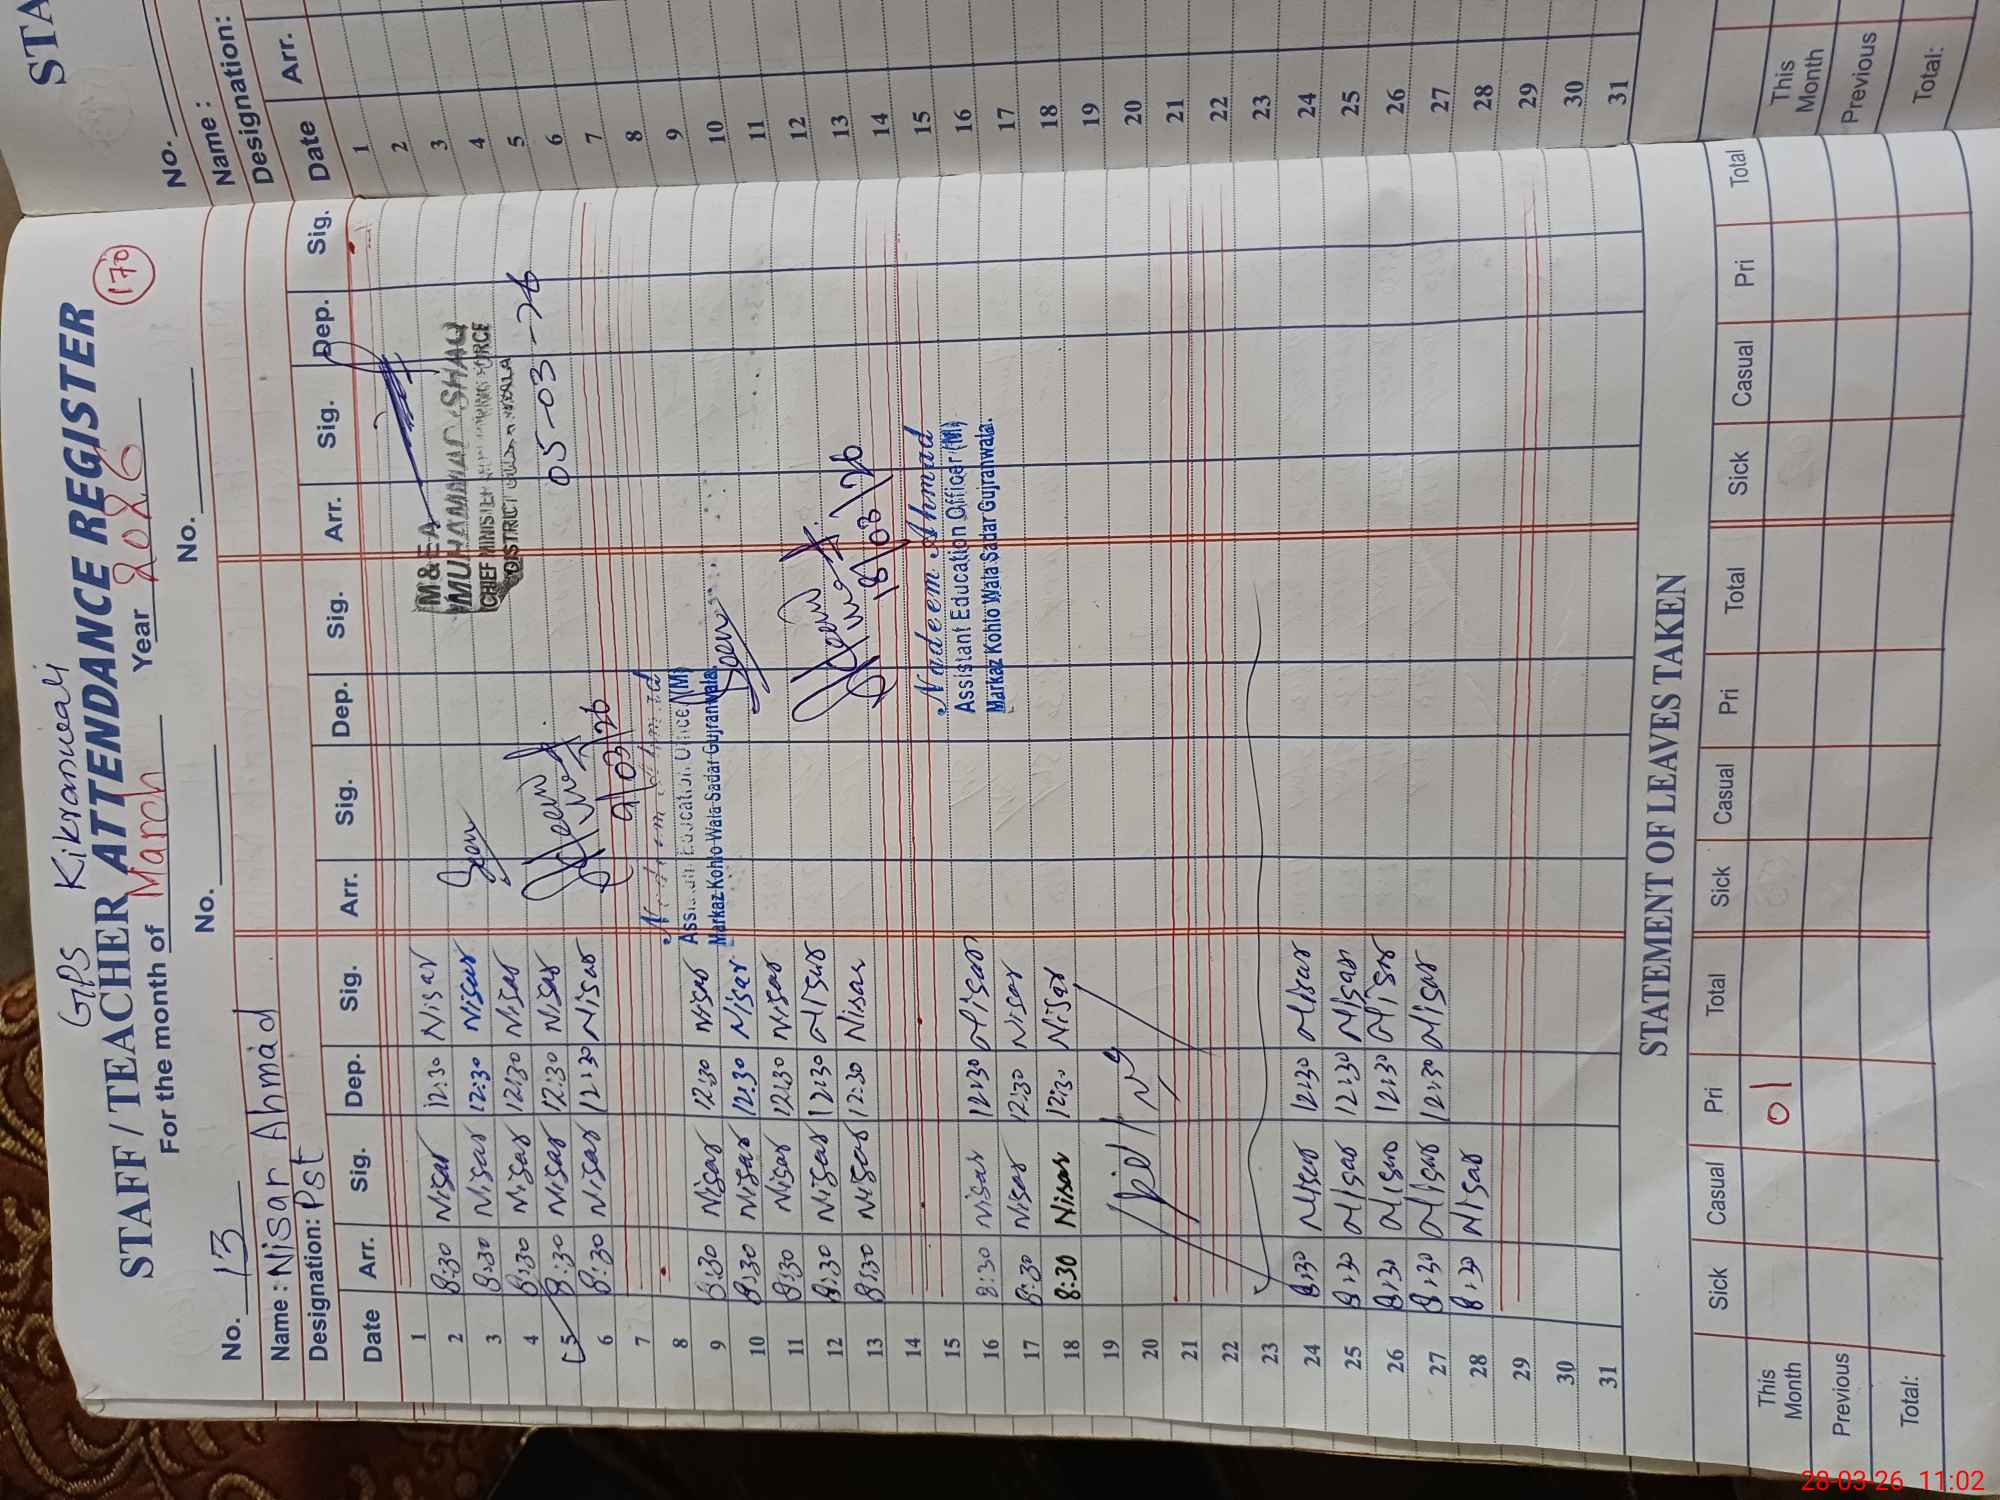 GPS Kikranwali
STAFF / TEACHER ATTENDANCE REGISTER
170
For the month of March Year 2026
No. 13 No. No.
Name : Nisar Ahmad
Designation: Pst
Date Arr. Sig. Dep. Sig. Arr. Sig. Dep. Sig. Arr. Sig. Dep. Sig.
1
2 8:30 Nisar 12:30 Nisar
3 8:30 Nisar 12:30 Nisar
4 8:30 Nisar 12:30 Nisar
5 8:30 Nisar 12:30 Nisar
6 8:30 Nisar 12:30 Nisar
7
8
9 8:30 Nisar 12:30 Nisar
10 8:30 Nisar 12:30 Nisar
11 8:30 Nisar 12:30 Nisar
12 8:30 Nisar 12:30 Nisar
13 8:30 Nisar 12:30 Nisar
14
15
16 8:30 Nisar 12:30 Nisar
17 8:30 Nisar 12:30 Nisar
18 8:30 Nisar 12:30 Nisar
19
20
21
22
23
24 8:30 Nisar 12:30 Nisar
25 8:30 Nisar 12:30 Nisar
26 8:30 Nisar 12:30 Nisar
27 8:30 Nisar 12:30 Nisar
28 8:30 Nisar
29
30
31
M&EA
MUHAMMAD
CHIEF MINISTER
DISTRICT
05-03-26
Seen
9/03/26
Assistant Education Officer (M)
Markaz Kohlo Wala Sadar Gujranwala.
Seen
18/03/26
Nadeem Ahmad
Assistant Education Officer (M)
Markaz Kohlo Wala Sadar Gujranwala.
STATEMENT OF LEAVES TAKEN
Sick Casual Pri Total Sick Casual Pri Total Sick Casual Pri Total
This Month 01
Previous
Total:
STA
No.
Name :
Designation:
Date Arr.
1
2
3
4
5
6
7
8
9
10
11
12
13
14
15
16
17
18
19
20
21
22
23
24
25
26
27
28
29
30
31
This Month
Previous
Total:
28-03-26 11:02